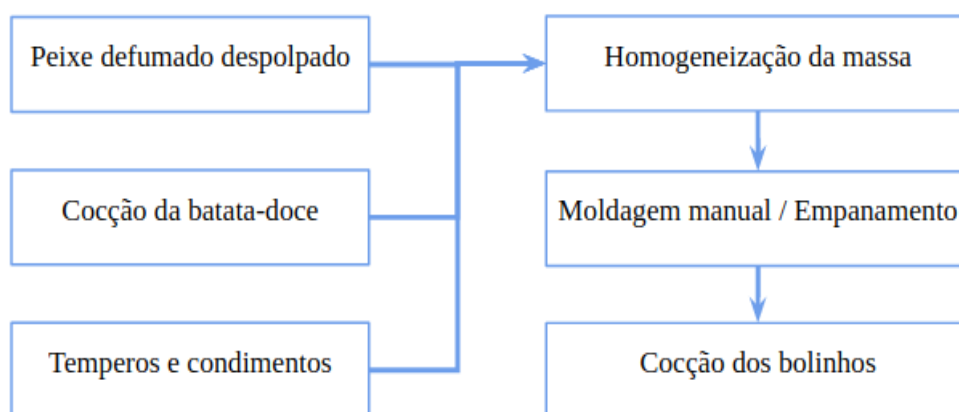 Peixe defumado despolpado
Cocção da batata-doce
Temperos e condimentos
Homogeneização da massa
Moldagem manual / Empanamento
Cocção dos bolinhos